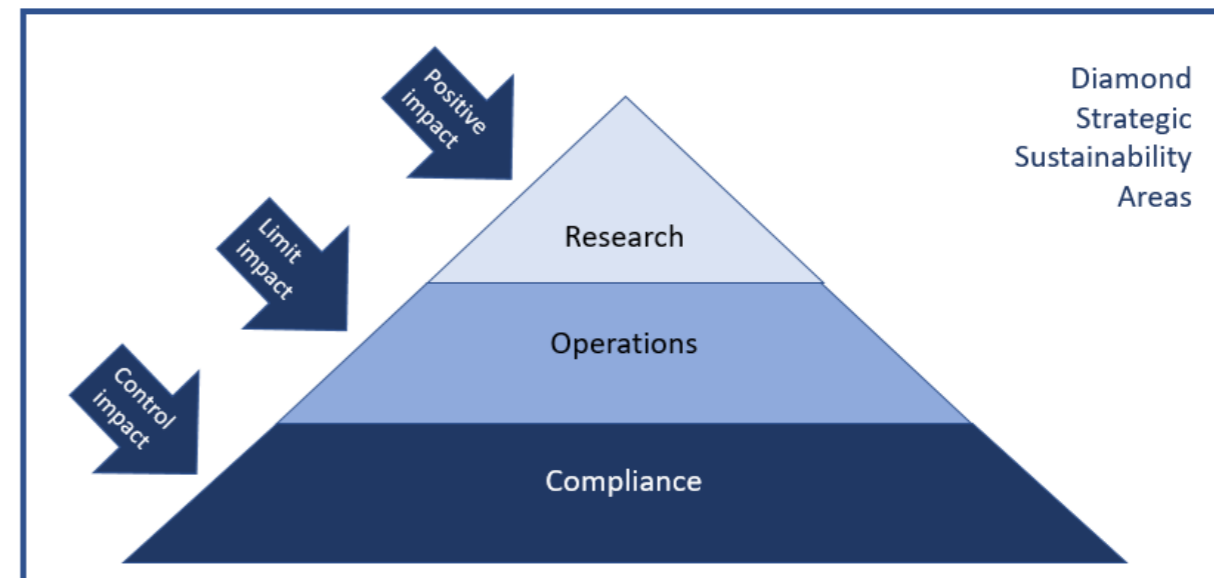 Positive
impact
Diamond
Strategic
Sustainability
Areas
Limit
impact
Research
Operations
Control
impact
Compliance